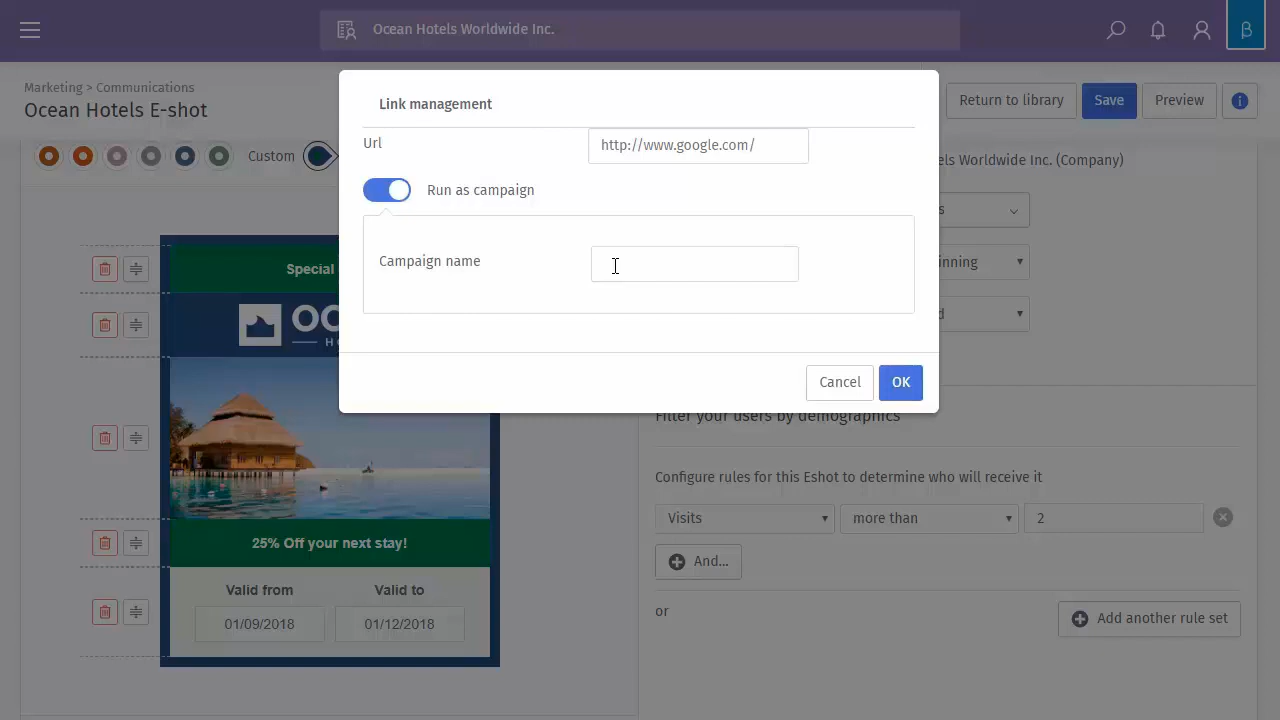 Ocean Hotels Worldwide Inc.
β
Marketing > Communications
Ocean Hotels E-shot
Return to library
Save
Preview
Custom
Link management
Url
http://www.google.com/
Run as campaign
Campaign name
Cancel
OK
Worldwide Inc. (Company)
Special
25% Off your next stay!
Valid from
Valid to
01/09/2018
01/12/2018
Filter your users by demographics
Configure rules for this Eshot to determine who will receive it
Visits
more than
2
And...
or
Add another rule set